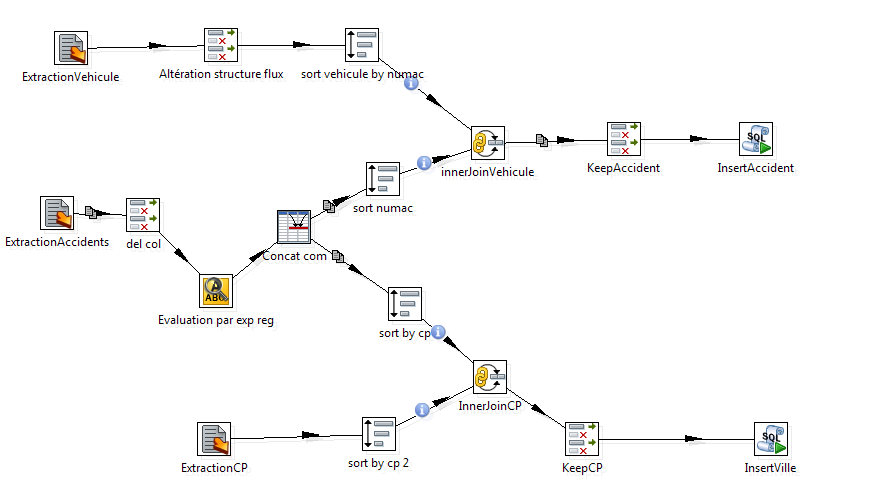 ExtractionVehicule
Altération structure flux
sort vehicule by numac
innerJoinVehicule
KeepAccident
SQL
InsertAccident
sort numac
ExtractionAccidents
del col
Concat com
A
ABC
Evaluation par exp reg
sort by cp
InnerJoinCP
ExtractionCP
sort by cp 2
KeepCP
SQL
InsertVille